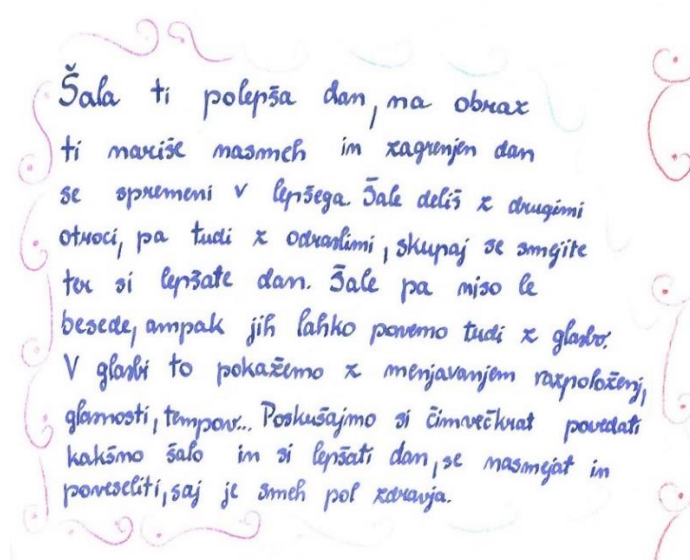 Šala ti polepša dan, na obraz
ti nariše nasmeh in zagrenjen dan
se spremeni v lepšega. Šale deliš z drugimi
otroci, pa tudi z odraslimi, skupaj se smejite
ter si lepšate dan. Šale pa niso le
besede, ampak jih lahko povemo tudi z glasbo.
V glasbi to pokažemo z menjavanjem razpoloženj,
glasnosti, tempov... Poskušajmo si čimvečkrat povedati
kakšno šalo in si lepšati dan, se nasmejat in
poveseliti, saj je smeh pol zdravja.